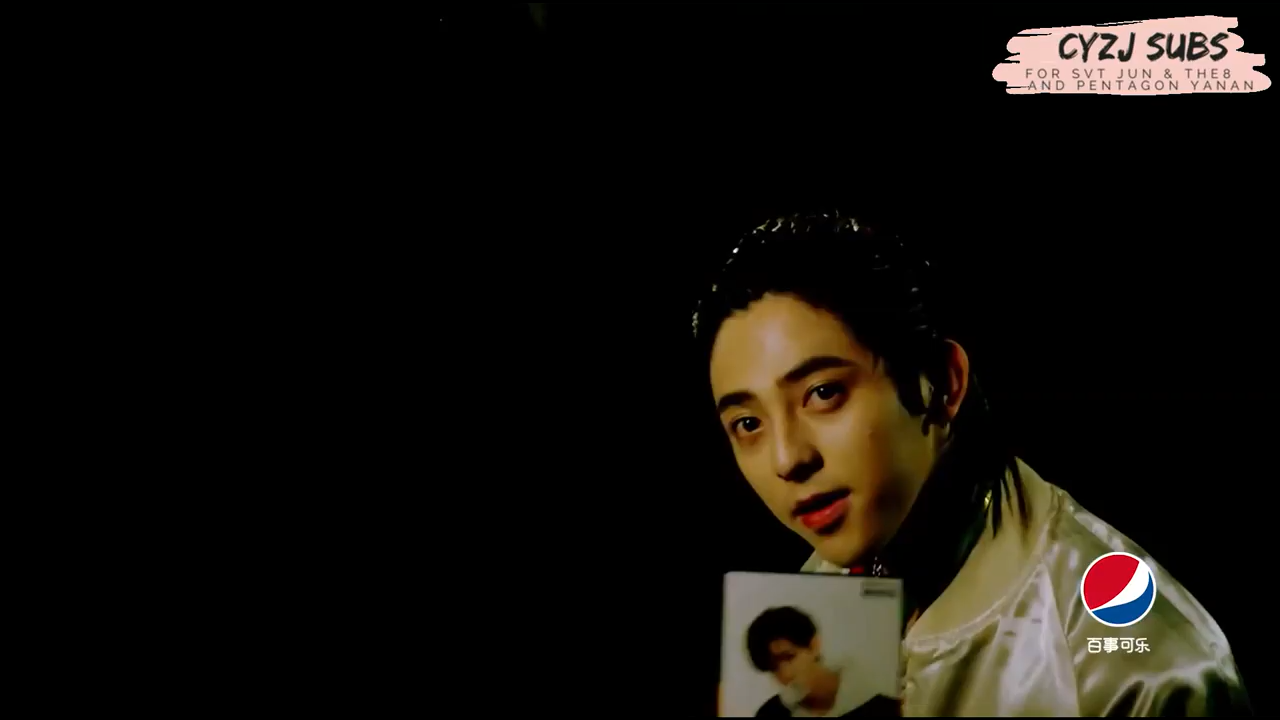 CYZJ SUBS
FOR SVT JUN & THE8
AND PENTAGON YANAN
百事可乐